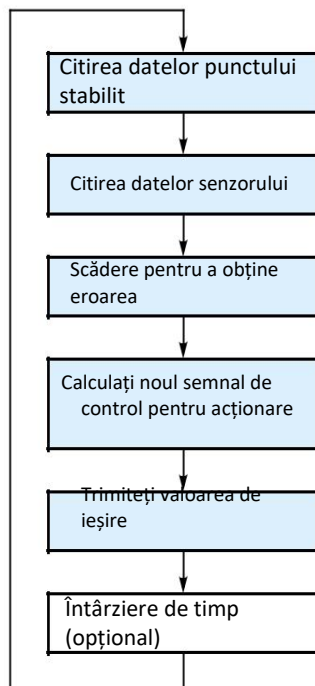 Citirea datelor punctului
stabilit
Citirea datelor senzorului
Scădere pentru a obține
eroarea
Calculați noul semnal de
control pentru acționare
Trimiteți valoarea de
ieșire
Întârziere de timp
(opțional)